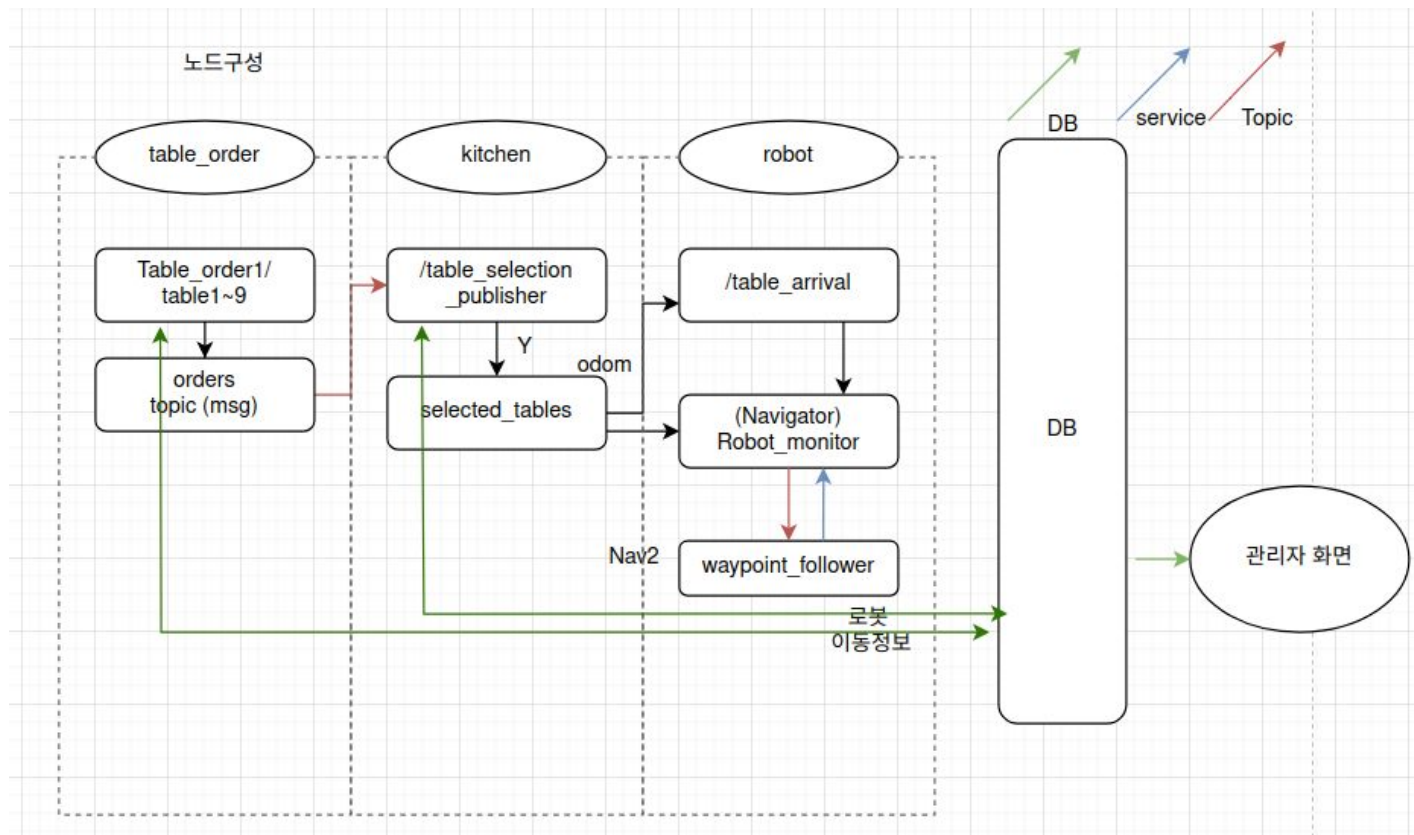 노드구성
DB
service
Topic
table_order
kitchen
robot
Table_order1/
table1~9
/table_selection
_publisher
/table_arrival
Y
odom
orders
topic (msg)
selected_tables
(Navigator)
Robot_monitor
DB
Nav2
waypoint_follower
관리자 화면
로봇
이동정보